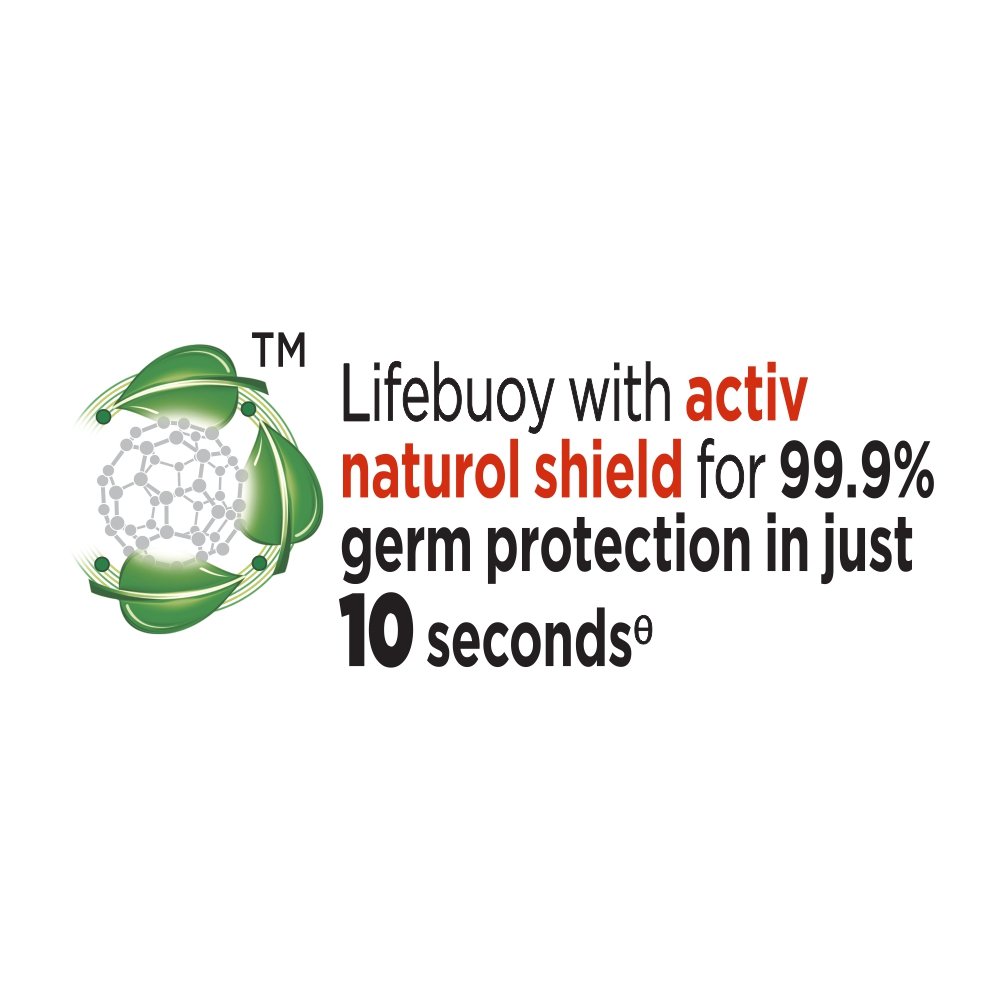 TM
Lifebuoy with activ
naturol shield for 99.9%
germ protection in just
10 secondsθ